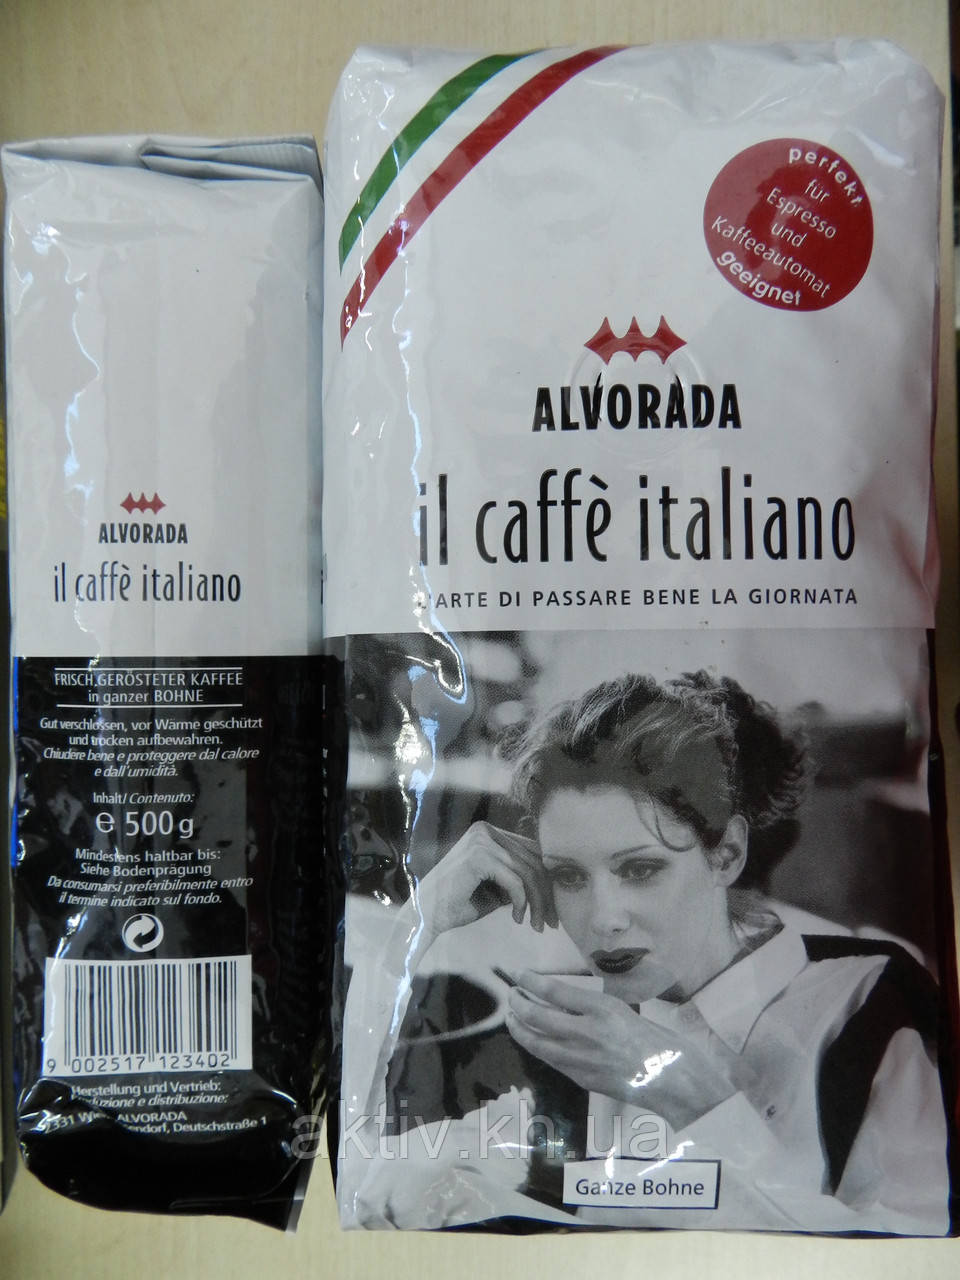 ALVORADA
il caffè italiano
FRISCH GERÖSTETER KAFFEE
in ganzer BOHNE
Gut verschlossen, vor Wärme geschützt
und trocken aufbewahren.
Chiudere bene e proteggere dal calore
e dall'umidità.
Inhalt/ Contenuto:
e 500 g
Mindestens haltbar bis:
Siehe Bodenprägung
Da consumarsi preferibilmente entro
il termine indicato sul fondo.
9 002517 123402
Herstellung und Vertrieb:
e distribuzione:
ALVORADA
Deutschstraße 1
perfekt
für
Espresso
und
Kaffeeautomat
geeignet
ALVORADA
il caffè italiano
L'ARTE DI PASSARE BENE LA GIORNATA
Ganze Bohne
aktiv.kh.ua